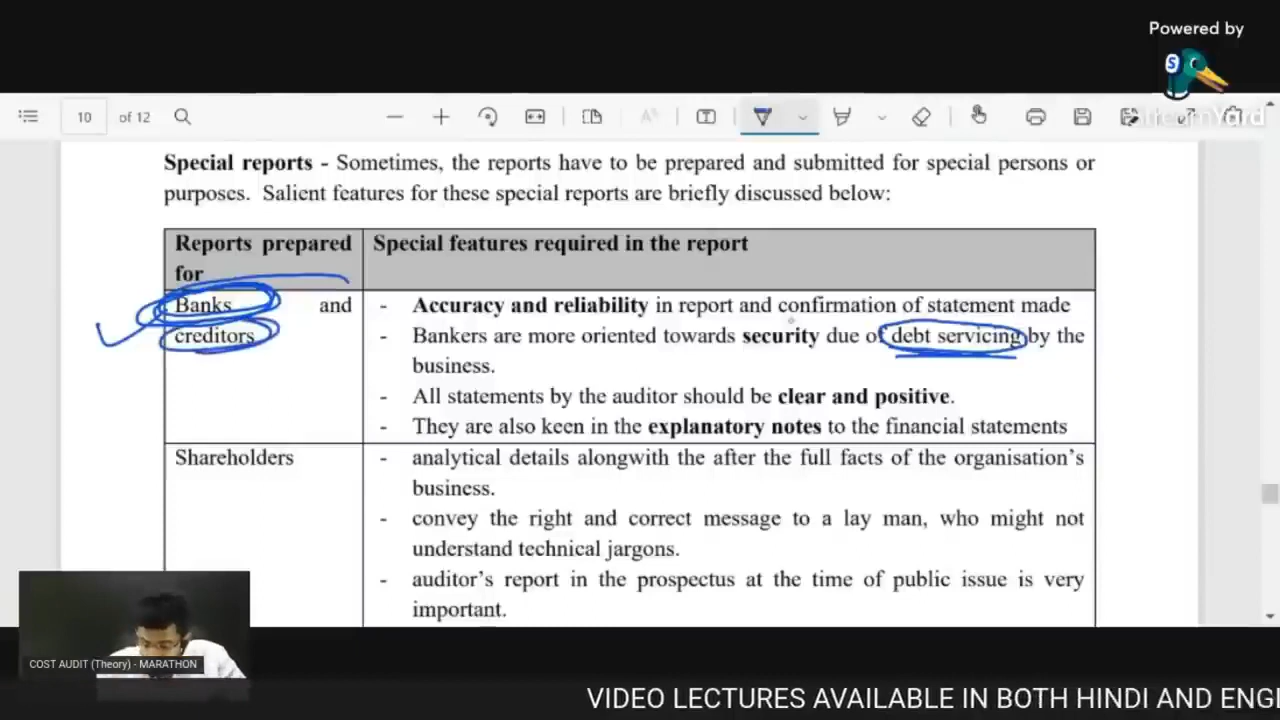 Powered by
10 of 12
Special reports - Sometimes, the reports have to be prepared and submitted for special persons or
purposes. Salient features for these special reports are briefly discussed below:
Reports prepared
for
Special features required in the report
Banks and
creditors
- Accuracy and reliability in report and confirmation of statement made
- Bankers are more oriented towards security due of debt servicing by the
business.
- All statements by the auditor should be clear and positive.
- They are also keen in the explanatory notes to the financial statements
Shareholders
- analytical details alongwith the after the full facts of the organisation's
business.
- convey the right and correct message to a lay man, who might not
understand technical jargons.
- auditor's report in the prospectus at the time of public issue is very
important.
COST AUDIT (Theory) - MARATHON
VIDEO LECTURES AVAILABLE IN BOTH HINDI AND ENG